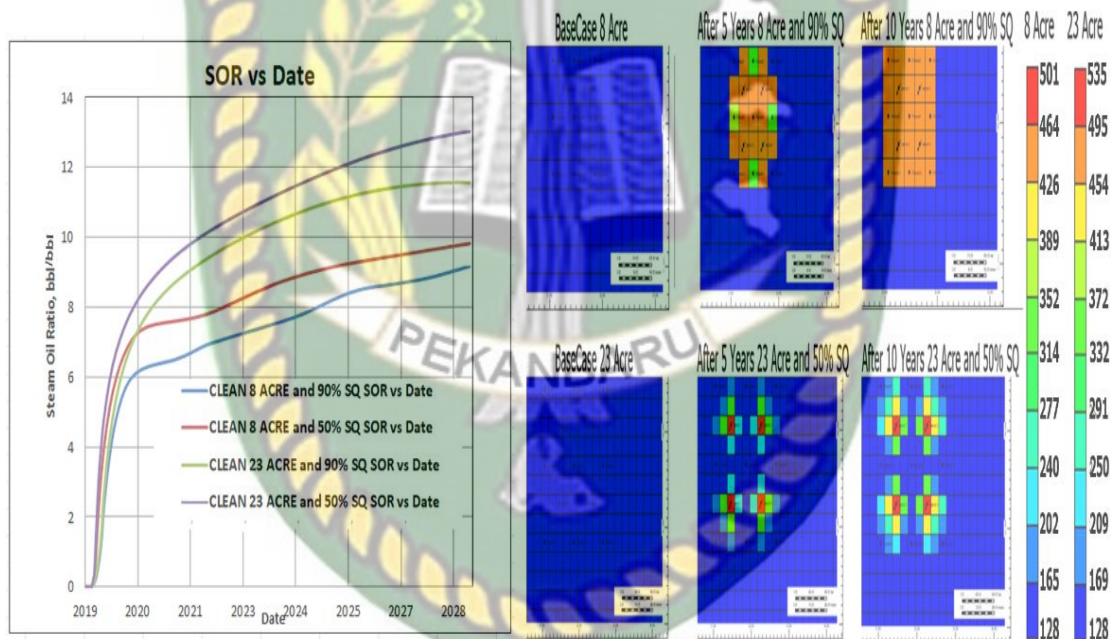 SOR vs Date
14
12
10
8
6
4
2
0
Steam Oil Ratio, bbl/bbl
2019 2020 2021 2023 2024 2025 2027 2028
Date
CLEAN 8 ACRE and 90% SQ SOR vs Date
CLEAN 8 ACRE and 50% SQ SOR vs Date
CLEAN 23 ACRE and 90% SQ SOR vs Date
CLEAN 23 ACRE and 50% SQ SOR vs Date
PEKANBARU
BaseCase 8 Acre
After 5 Years 8 Acre and 90% SQ
After 10 Years 8 Acre and 90% SQ
BaseCase 23 Acre
After 5 Years 23 Acre and 50% SQ
After 10 Years 23 Acre and 50% SQ
8 Acre 23 Acre
501 535
464 495
426 454
389 413
352 372
314 332
277 291
240 250
202 209
165 169
128 128